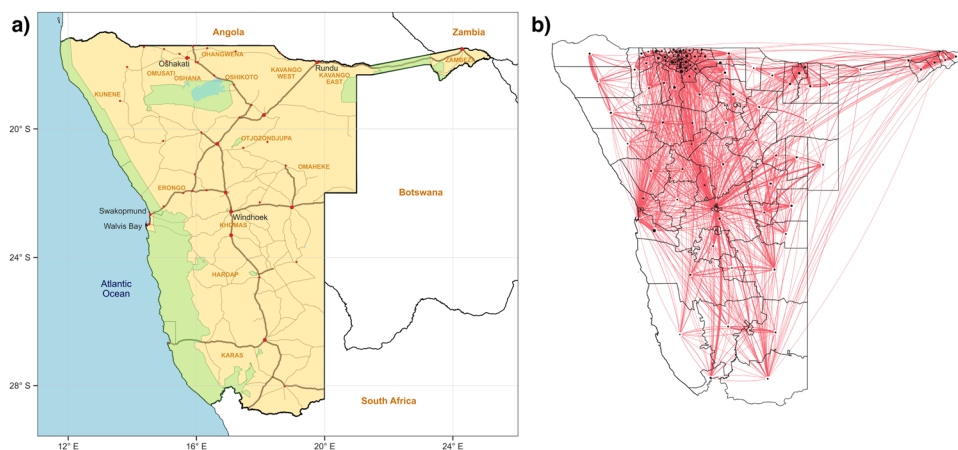 a)
b)
Angola
Zambia
OHANGWENA
Oshakati
OMUSATI
OSHANA
OSHIKOTO
KAVANGO
WEST
Rundu
KAVANGO
EAST
ZAMBEZI
KUNENE
20° S
OTJOZONDJUPA
OMAHEKE
ERONGO
Botswana
Swakopmund
Windhoek
Walvis Bay
KHOMAS
24° S
HARDAP
Atlantic
Ocean
KARAS
28° S
South Africa
12° E
16° E
20° E
24° E